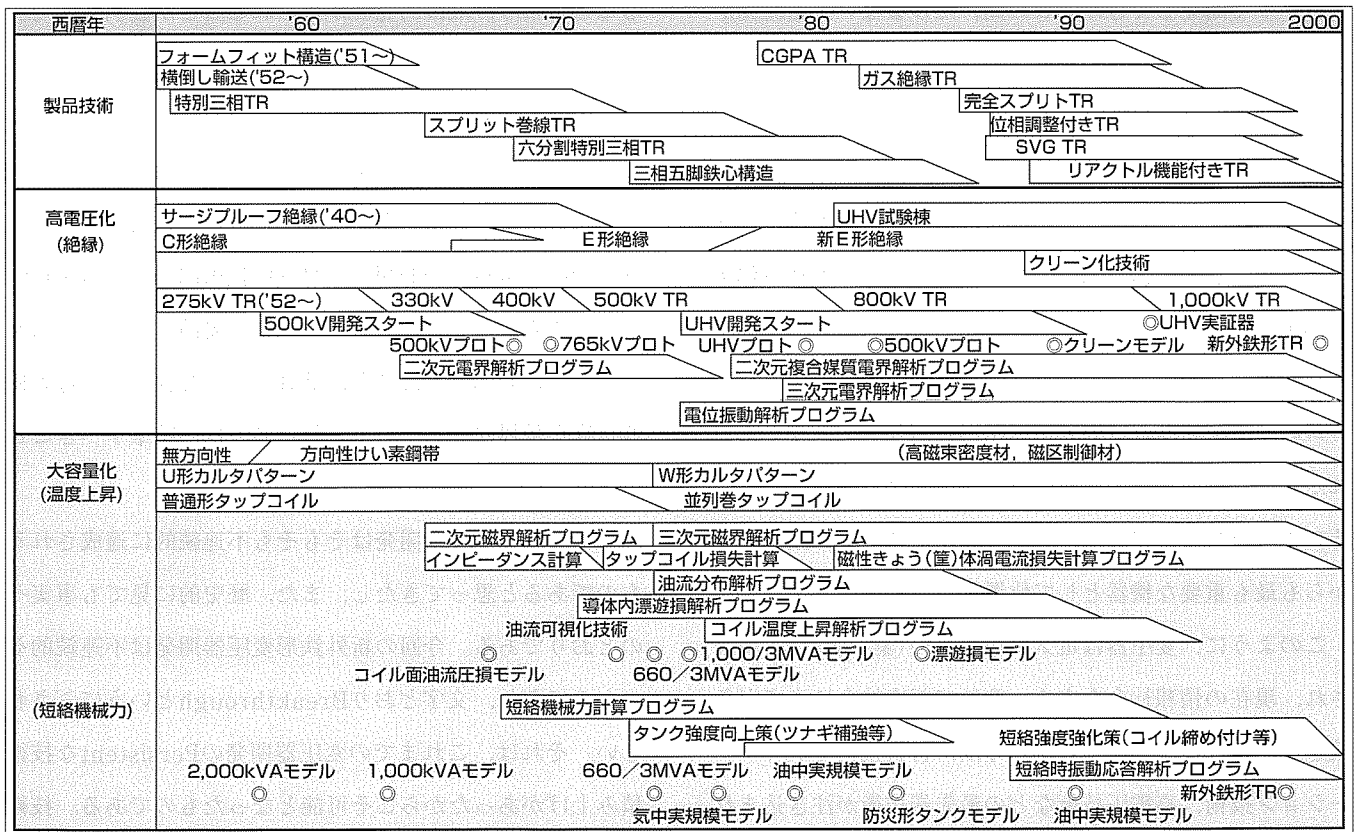 西暦年 '60 '70 '80 '90 2000
製品技術
フォームフィット構造('51～) CGPA TR
横倒し輸送('52～) ガス絶縁TR
特別三相TR 完全スプリトTR
スプリット巻線TR 位相調整付きTR
六分割特別三相TR SVG TR
三相五脚鉄心構造 リアクトル機能付きTR
高電圧化
(絶縁)
サージプルーフ絶縁('40～) UHV試験棟
C形絶縁 E形絶縁 新E形絶縁
クリーン化技術
275kV TR('52～) 330kV 400kV 500kV TR 800kV TR 1,000kV TR
500kV開発スタート UHV開発スタート ◎UHV実証器
500kVプロト◎ ◎765kVプロト UHVプロト◎ ◎500kVプロト ◎クリーンモデル 新外鉄形TR ◎
二次元電界解析プログラム 二次元複合媒質電界解析プログラム
三次元電界解析プログラム
電位振動解析プログラム
大容量化
(温度上昇)
無方向性 方向性けい素鋼帯 (高磁束密度材，磁区制御材)
U形カルタパターン W形カルタパターン
普通形タップコイル 並列巻タップコイル
二次元磁界解析プログラム 三次元磁界解析プログラム
インピーダンス計算 タップコイル損失計算 磁性きょう(筐)体渦電流損失計算プログラム
油流分布解析プログラム
導体内漂遊損解析プログラム
油流可視化技術 コイル温度上昇解析プログラム
◎ ◎ ◎ ◎1,000/3MVAモデル ◎漂遊損モデル
コイル面油流圧損モデル 660／3MVAモデル
(短絡機械力)
短絡機械力計算プログラム
タンク強度向上策(ツナギ補強等) 短絡強度強化策(コイル締め付け等)
2,000kVAモデル 1,000kVAモデル 660／3MVAモデル 油中実規模モデル 短絡時振動応答解析プログラム
◎ ◎ ◎ ◎ ◎ ◎ ◎ 新外鉄形TR◎
気中実規模モデル 防災形タンクモデル 油中実規模モデル